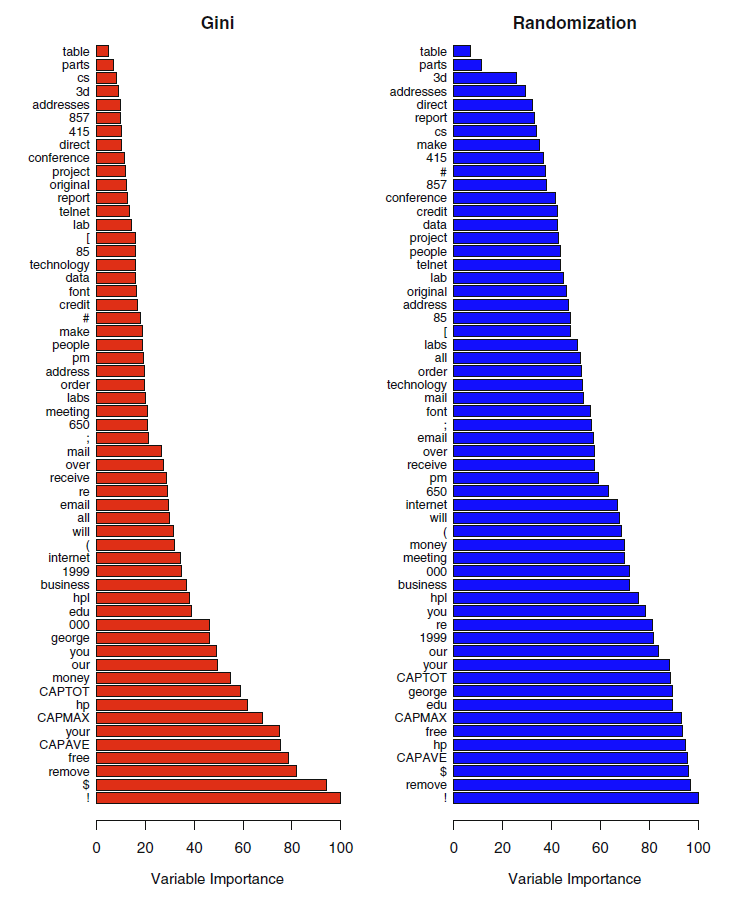 Gini
table
parts
cs
3d
addresses
857
415
direct
conference
project
original
report
telnet
lab
[
85
technology
data
font
credit
#
make
people
pm
address
order
labs
meeting
650
;
mail
over
receive
re
email
all
will
(
internet
1999
business
hpl
edu
000
george
you
our
money
CAPTOT
hp
CAPMAX
your
CAPAVE
free
remove
$
!
0 20 40 60 80 100
Variable Importance
Randomization
table
parts
3d
addresses
direct
report
cs
make
415
#
857
conference
credit
data
project
people
telnet
lab
original
address
85
[
labs
all
order
technology
mail
font
;
email
over
receive
pm
650
internet
will
(
money
meeting
000
business
hpl
you
re
1999
our
your
CAPTOT
george
edu
CAPMAX
free
hp
CAPAVE
$
remove
!
0 20 40 60 80 100
Variable Importance